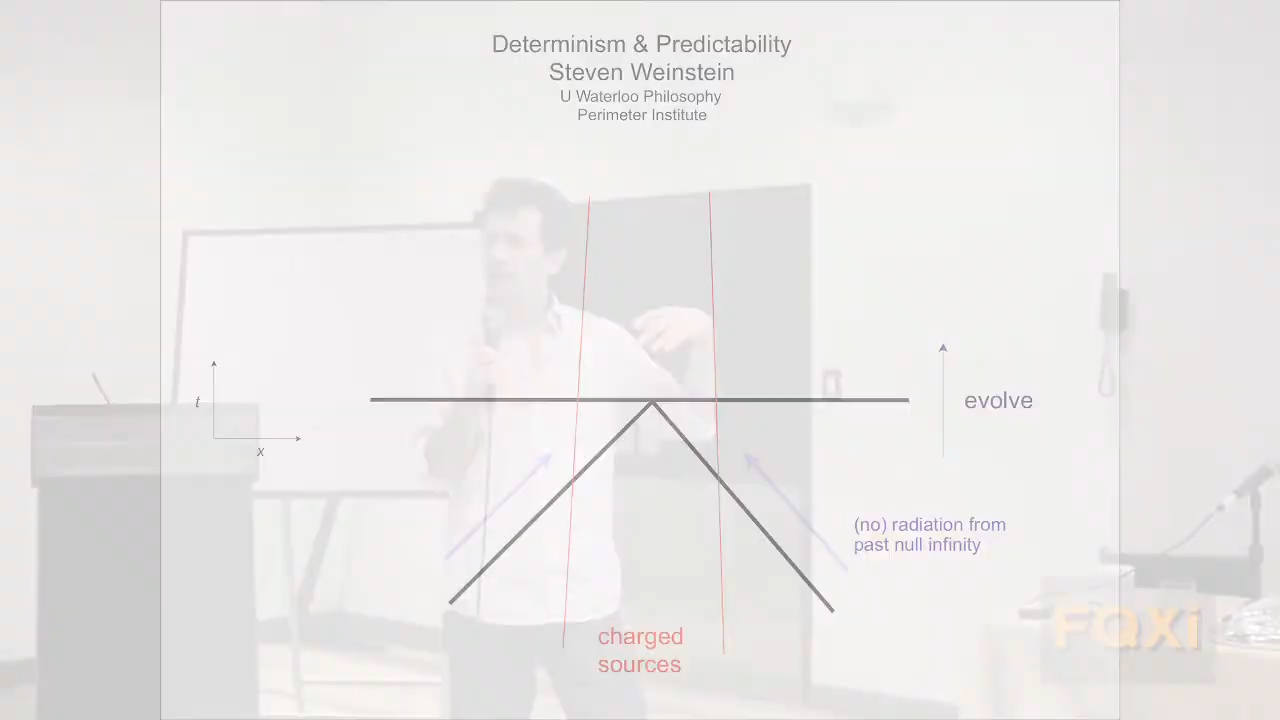 Determinism & Predictability
Steven Weinstein
U Waterloo Philosophy
Perimeter Institute
t
x
evolve
(no) radiation from
past null infinity
charged
sources
FQXi